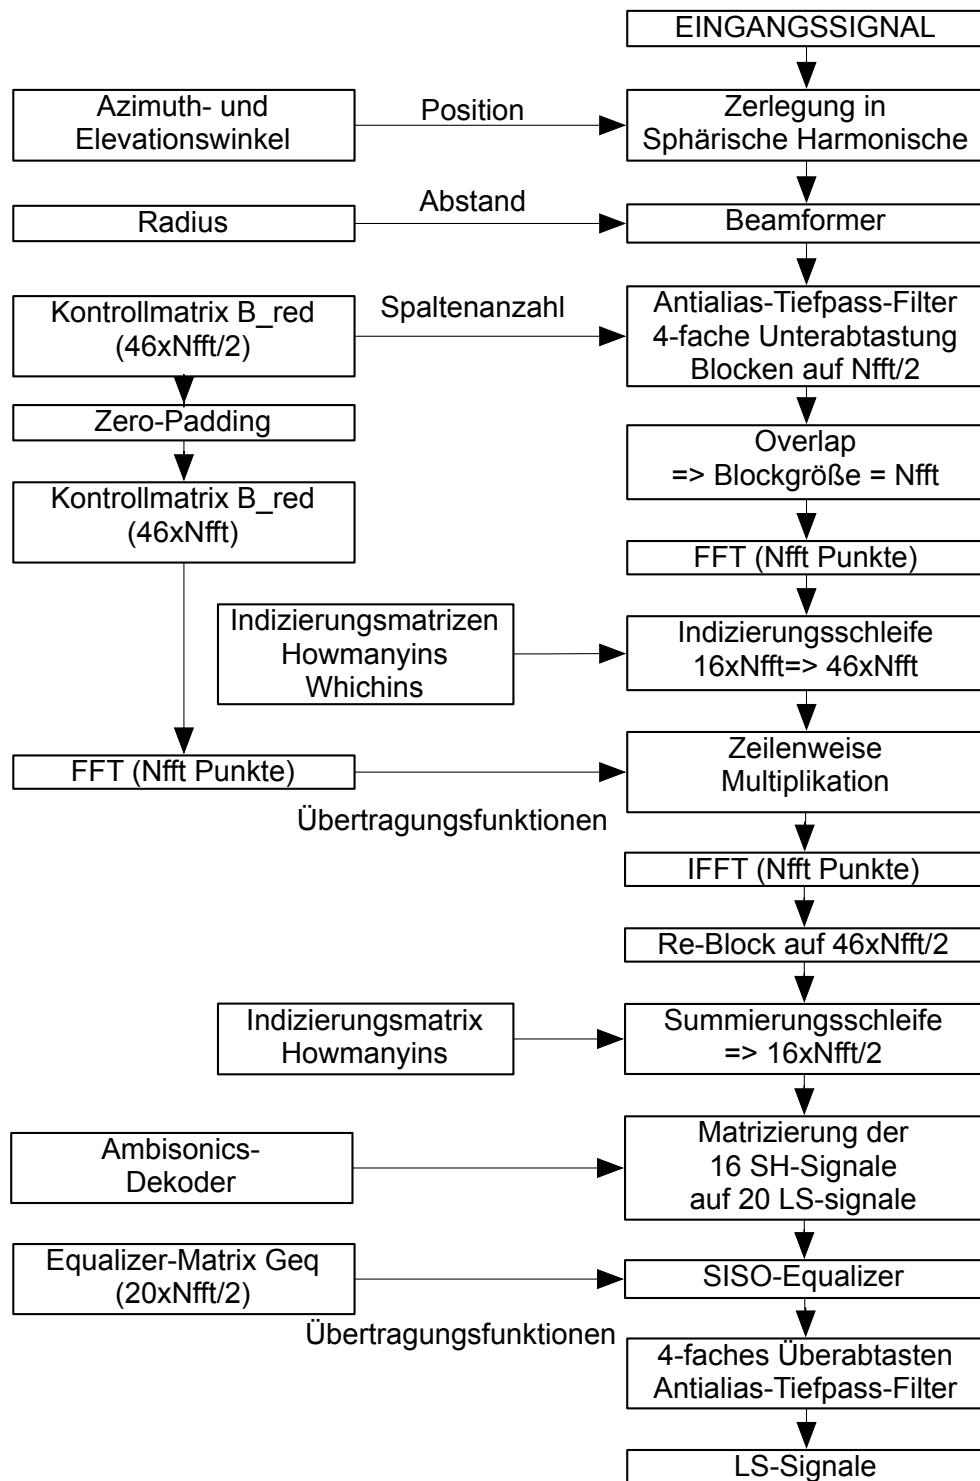 EINGANGSSIGNAL
Azimuth- und
Elevationswinkel
Position
Zerlegung in
Sphärische Harmonische
Radius
Abstand
Beamformer
Kontrollmatrix B_red
(46xNfft/2)
Spaltenanzahl
Antialias-Tiefpass-Filter
4-fache Unterabtastung
Blocken auf Nfft/2
Zero-Padding
Overlap
=> Blockgröße = Nfft
Kontrollmatrix B_red
(46xNfft)
FFT (Nfft Punkte)
Indizierungsmatrizen
Howmanyins
Whichins
Indizierungsschleife
16xNfft=> 46xNfft
FFT (Nfft Punkte)
Übertragungsfunktionen
Zeilenweise
Multiplikation
IFFT (Nfft Punkte)
Re-Block auf 46xNfft/2
Indizierungsmatrix
Howmanyins
Summierungsschleife
=> 16xNfft/2
Ambisonics-
Dekoder
Matrizierung der
16 SH-Signale
auf 20 LS-signale
Equalizer-Matrix Geq
(20xNfft/2)
Übertragungsfunktionen
SISO-Equalizer
4-faches Überabtasten
Antialias-Tiefpass-Filter
LS-Signale